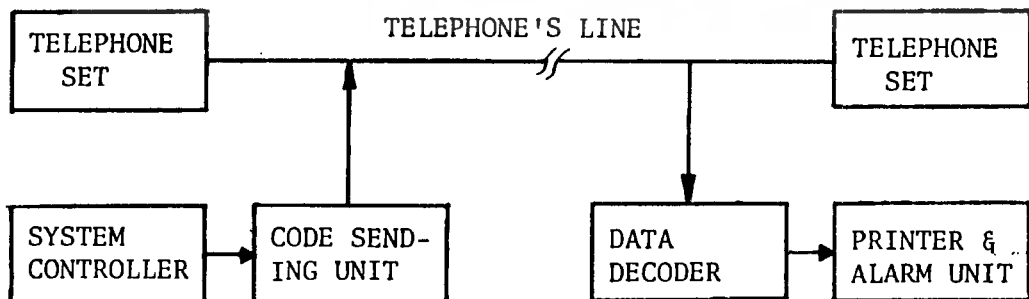 TELEPHONE'S LINE
TELEPHONE
SET
TELEPHONE
SET
SYSTEM
CONTROLLER
CODE SEND-
ING UNIT
DATA
DECODER
PRINTER &
ALARM UNIT